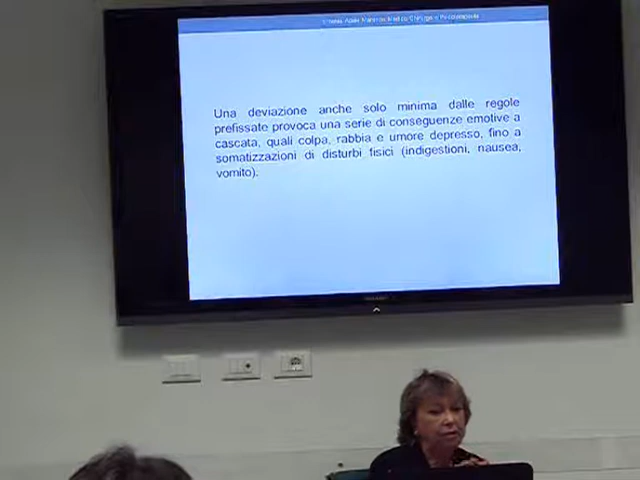 Una deviazione anche solo minima dalle regole
prefissate provoca una serie di conseguenze emotive a
cascata, quali colpa, rabbia e umore depresso, fino a
somatizzazioni di disturbi fisici (indigestioni, nausea,
vomito).